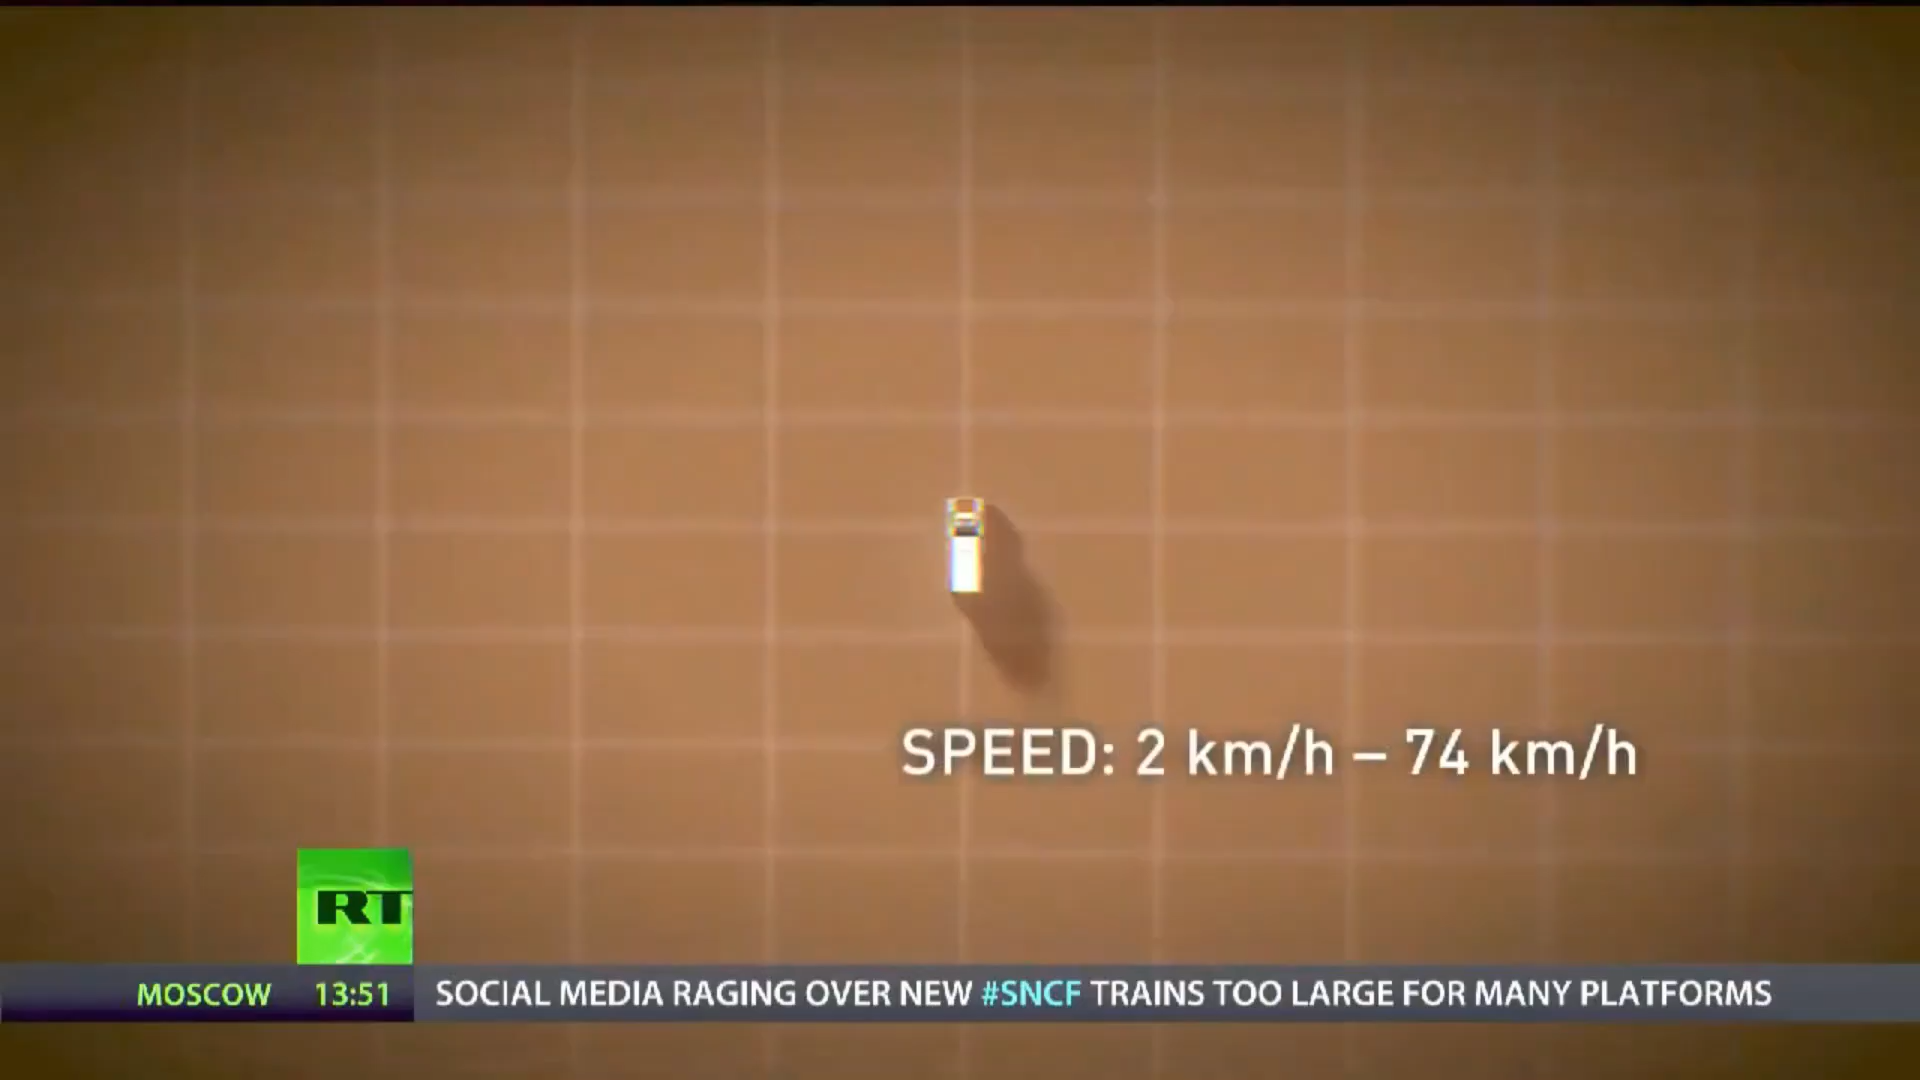 SPEED: 2 km/h – 74 km/h
RT
MOSCOW 13:51 SOCIAL MEDIA RAGING OVER NEW #SNCF TRAINS TOO LARGE FOR MANY PLATFORMS